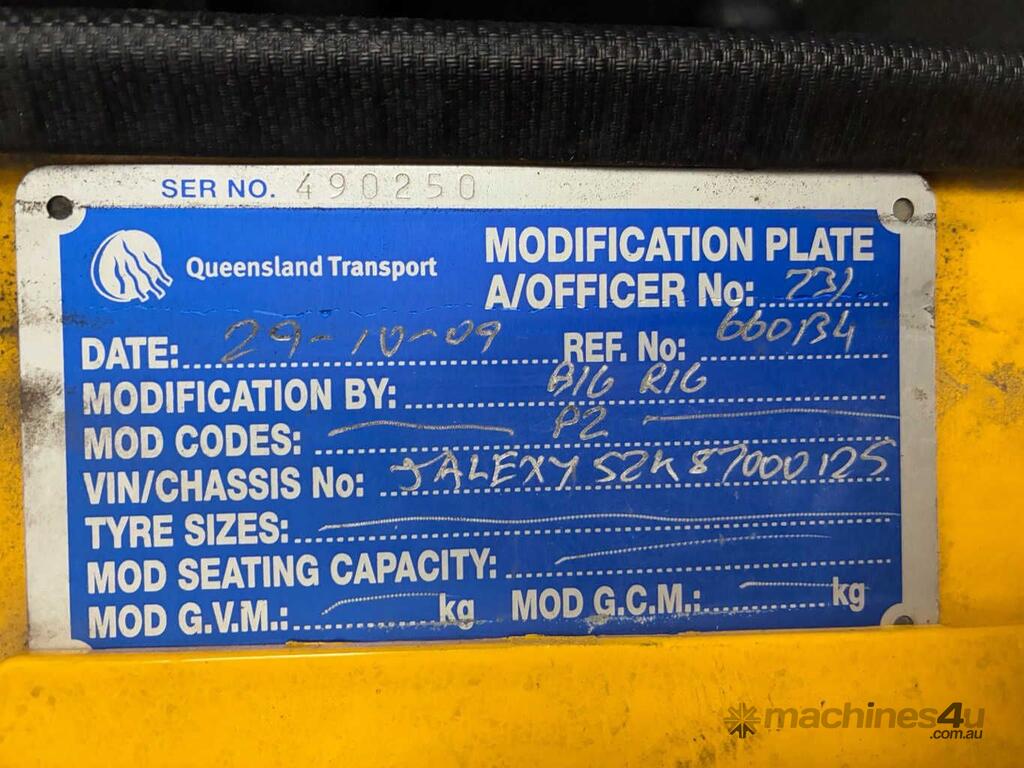 SER NO. 490250
Queensland Transport
MODIFICATION PLATE
A/OFFICER No: 731
DATE: 29-10-09 REF. No: 660134
MODIFICATION BY: BIG RIG
MOD CODES: P2
VIN/CHASSIS No: JALEXY52K87000125
TYRE SIZES:
MOD SEATING CAPACITY:
MOD G.V.M.: kg MOD G.C.M.: kg
machines4u
.com.au